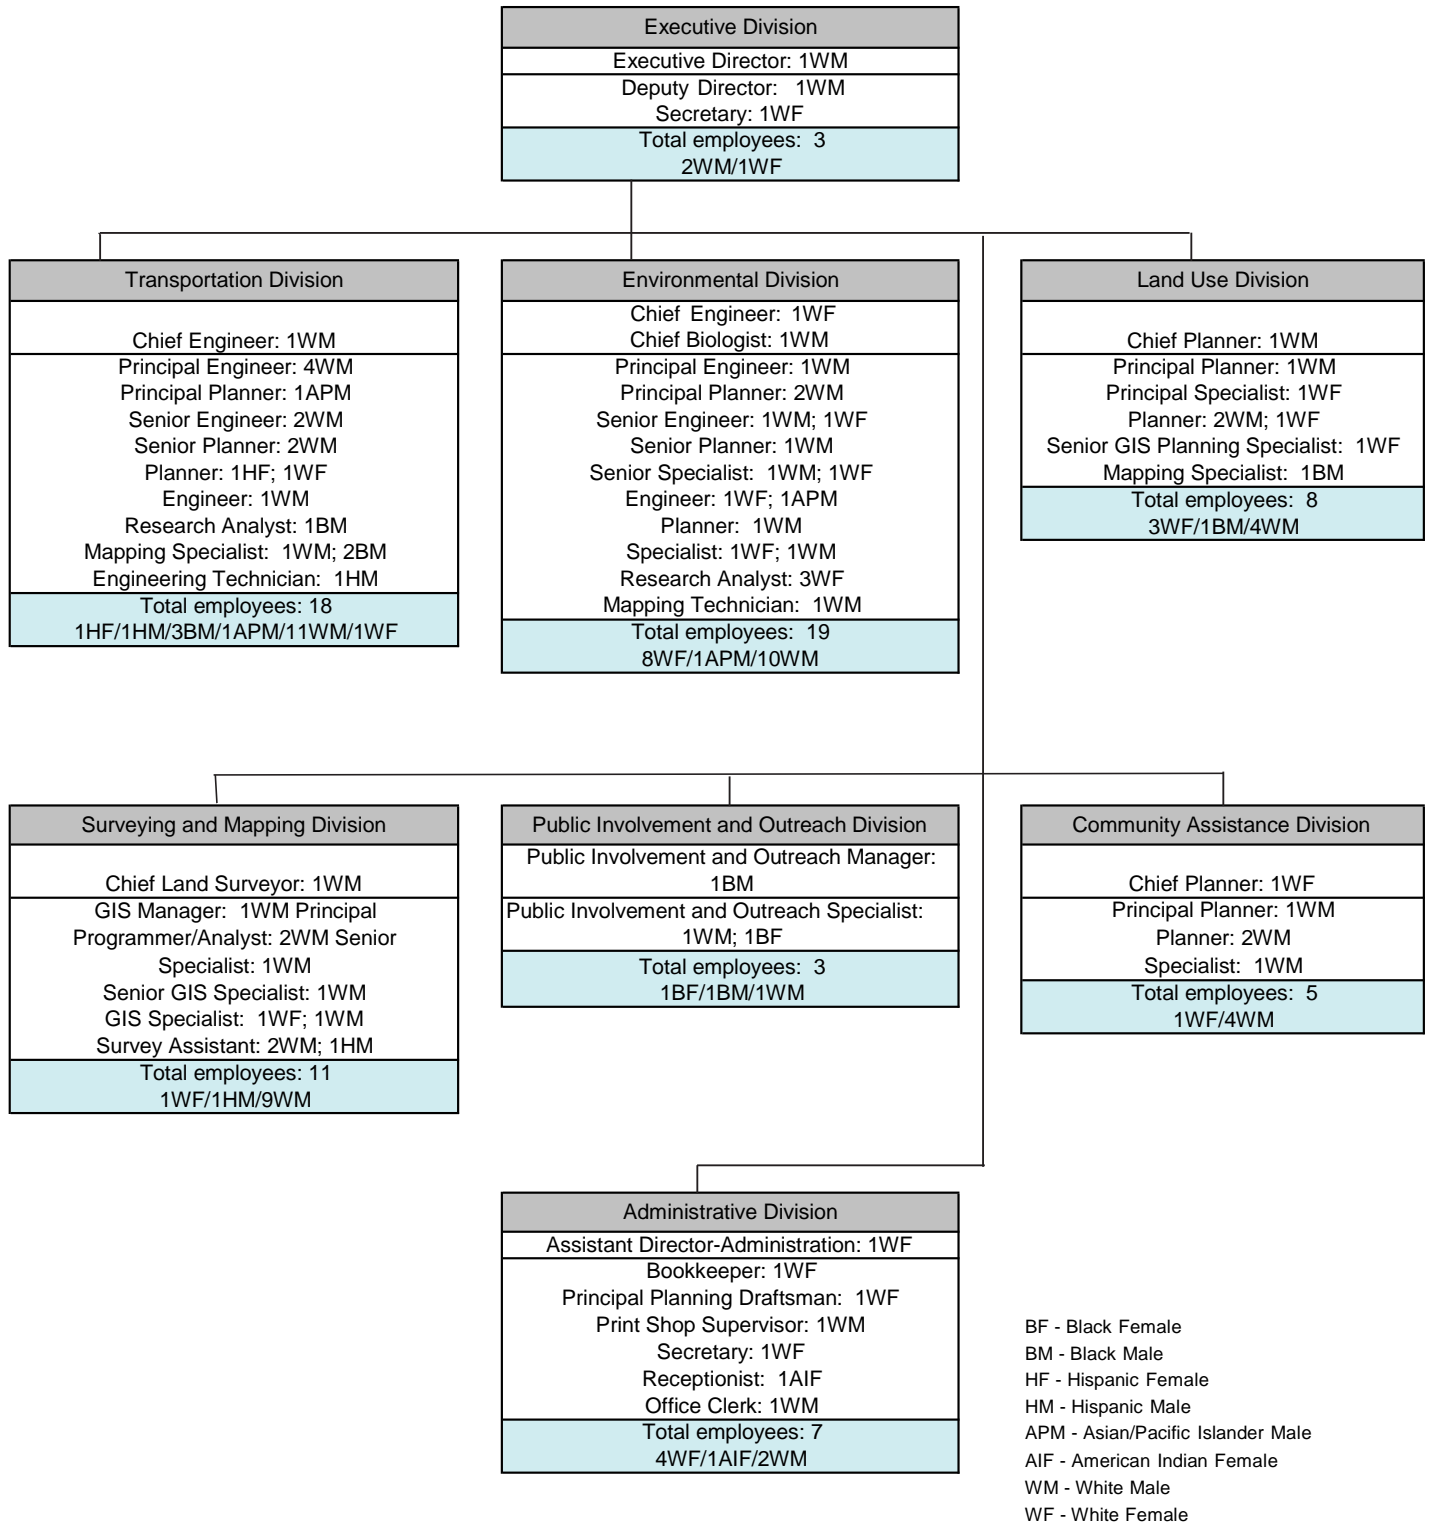 Executive Division
Executive Director: 1WM
Deputy Director: 1WM
Secretary: 1WF
Total employees: 3
2WM/1WF
Transportation Division
Chief Engineer: 1WM
Principal Engineer: 4WM
Principal Planner: 1APM
Senior Engineer: 2WM
Senior Planner: 2WM
Planner: 1HF; 1WF
Engineer: 1WM
Research Analyst: 1BM
Mapping Specialist: 1WM; 2BM
Engineering Technician: 1HM
Total employees: 18
1HF/1HM/3BM/1APM/11WM/1WF
Environmental Division
Chief Engineer: 1WF
Chief Biologist: 1WM
Principal Engineer: 1WM
Principal Planner: 2WM
Senior Engineer: 1WM; 1WF
Senior Planner: 1WM
Senior Specialist: 1WM; 1WF
Engineer: 1WF; 1APM
Planner: 1WM
Specialist: 1WF; 1WM
Research Analyst: 3WF
Mapping Technician: 1WM
Total employees: 19
8WF/1APM/10WM
Land Use Division
Chief Planner: 1WM
Principal Planner: 1WM
Principal Specialist: 1WF
Planner: 2WM; 1WF
Senior GIS Planning Specialist: 1WF
Mapping Specialist: 1BM
Total employees: 8
3WF/1BM/4WM
Surveying and Mapping Division
Chief Land Surveyor: 1WM
GIS Manager: 1WM Principal
Programmer/Analyst: 2WM Senior
Specialist: 1WM
Senior GIS Specialist: 1WM
GIS Specialist: 1WF; 1WM
Survey Assistant: 2WM; 1HM
Total employees: 11
1WF/1HM/9WM
Public Involvement and Outreach Division
Public Involvement and Outreach Manager:
1BM
Public Involvement and Outreach Specialist:
1WM; 1BF
Total employees: 3
1BF/1BM/1WM
Community Assistance Division
Chief Planner: 1WF
Principal Planner: 1WM
Planner: 2WM
Specialist: 1WM
Total employees: 5
1WF/4WM
Administrative Division
Assistant Director-Administration: 1WF
Bookkeeper: 1WF
Principal Planning Draftsman: 1WF
Print Shop Supervisor: 1WM
Secretary: 1WF
Receptionist: 1AIF
Office Clerk: 1WM
Total employees: 7
4WF/1AIF/2WM
BF - Black Female
BM - Black Male
HF - Hispanic Female
HM - Hispanic Male
APM - Asian/Pacific Islander Male
AIF - American Indian Female
WM - White Male
WF - White Female